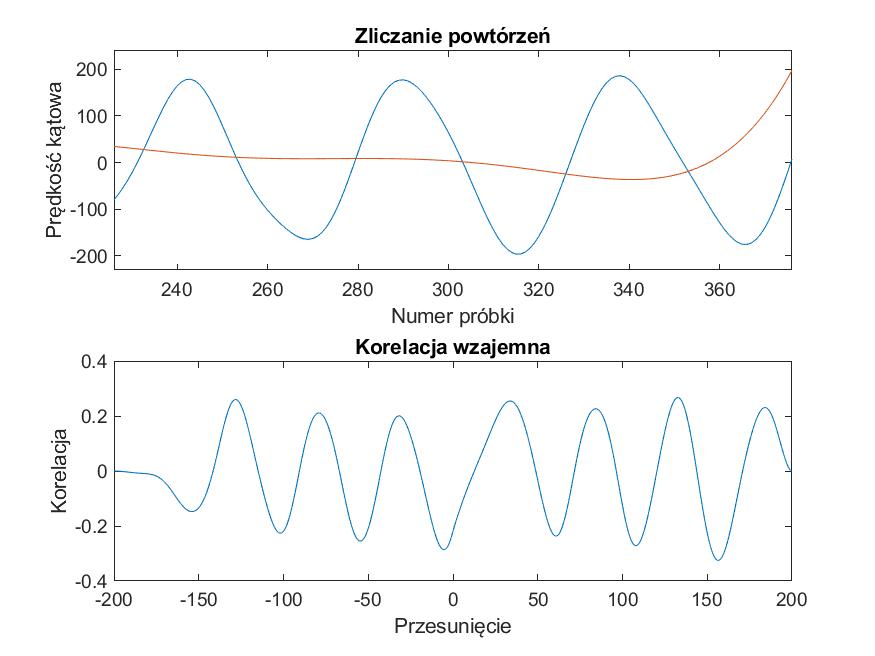 Zliczanie powtórzeń
200
100
0
-100
-200
Prędkość kątowa
240 260 280 300 320 340 360
Numer próbki
Korelacja wzajemna
0.4
0.2
0
-0.2
-0.4
Korelacja
-200 -150 -100 -50 0 50 100 150 200
Przesunięcie